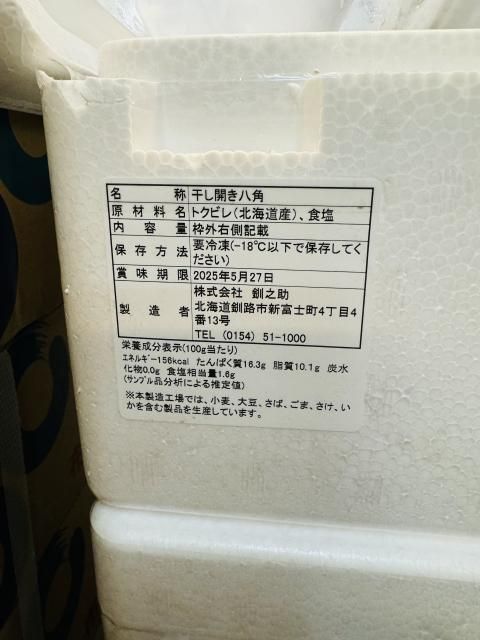 名称 干し開き八角
原材料名 トクビレ(北海道産)、食塩
内容量 枠外右側記載
保存方法 要冷凍(-18℃以下で保存してく
ださい)
賞味期限 2025年5月27日
製造者 株式会社 釧之助
北海道釧路市新富士町4丁目4
番13号
TEL (0154) 51-1000
栄養成分表示(100g当たり)
エネルギー156kcal たんぱく質16.3g 脂質10.1g 炭水
化物0.0g 食塩相当量1.6g
(サンプル品分析による推定値)
※本製造工場では、小麦、大豆、さば、ごま、さけ、い
かを含む製品を生産しています。